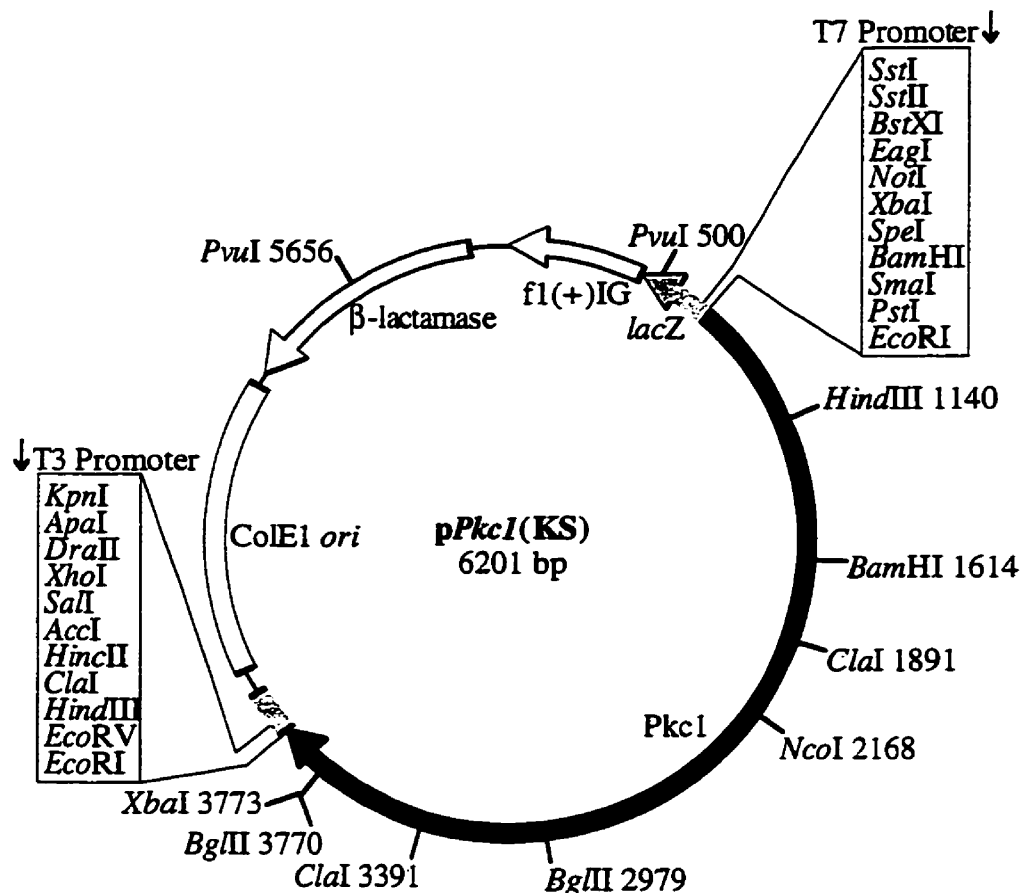 T7 Promoter↓
SstI
SstII
BstXI
EagI
NotI
XbaI
SpeI
BamHI
SmaI
PstI
EcoRI
PvuI 500
PvuI 5656
f1(+)IG
β-lactamase
lacZ
HindIII 1140
↓T3 Promoter
KpnI
ApaI
DraII
XhoI
SalI
AccI
HincII
ClaI
HindIII
EcoRV
EcoRI
ColE1 ori
pPkc1(KS)
6201 bp
BamHI 1614
ClaI 1891
Pkc1
NcoI 2168
XbaI 3773
BglII 3770
ClaI 3391
BglII 2979